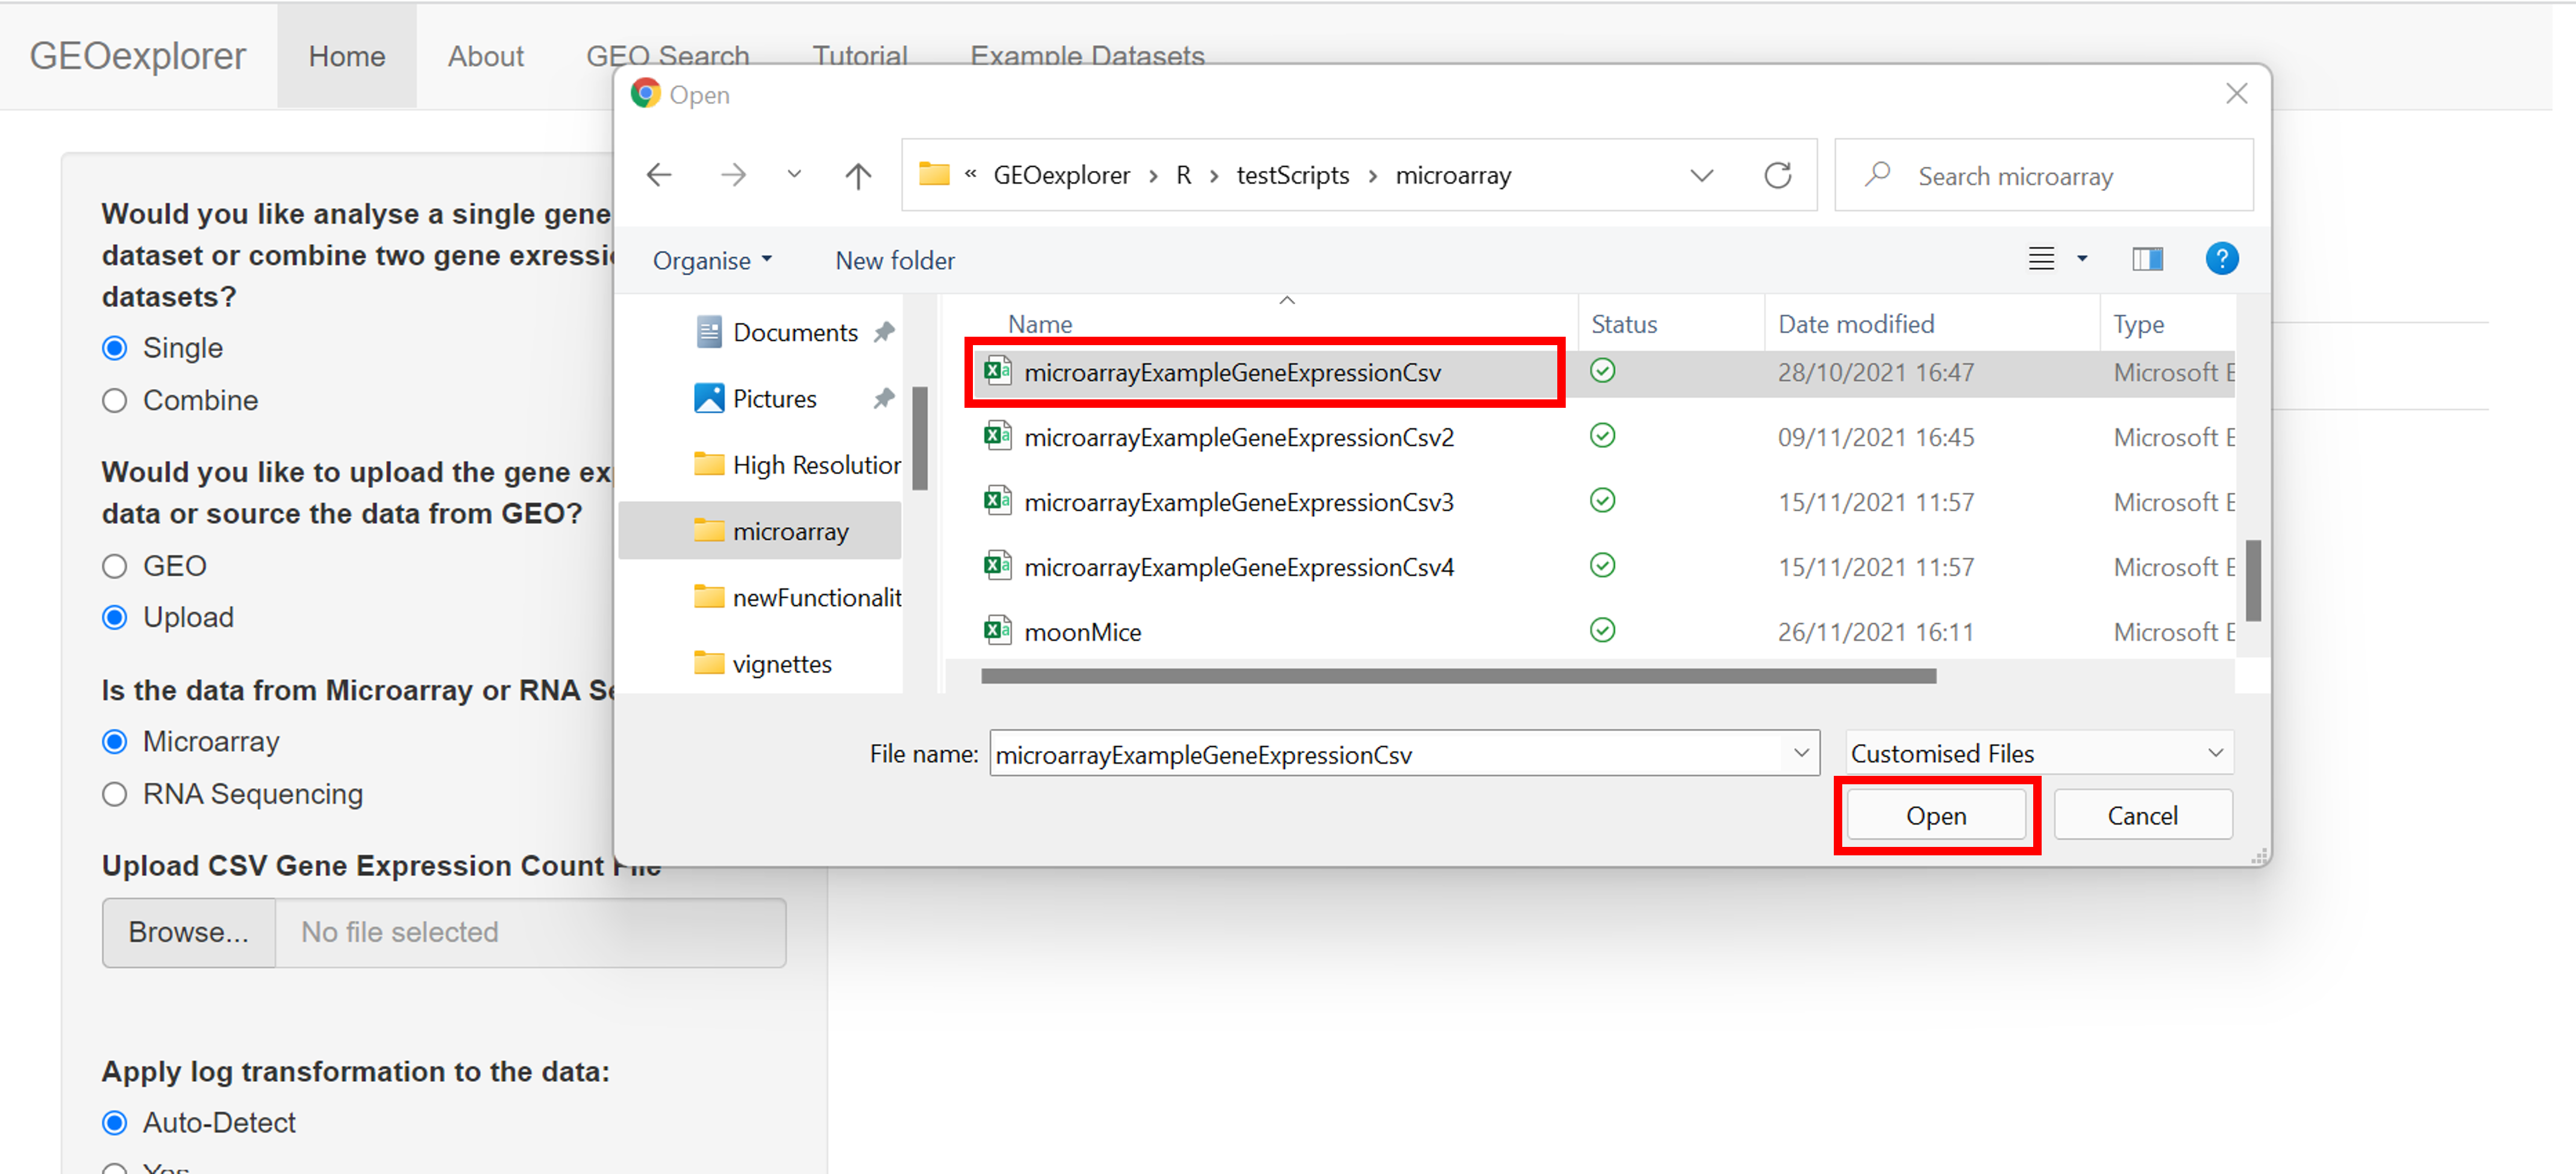 GEOexplorer Home About GEO Search Tutorial Example Datasets
Would you like analyse a single gene
dataset or combine two gene exressi
datasets?
Single
Combine
Would you like to upload the gene ex
data or source the data from GEO?
GEO
Upload
Is the data from Microarray or RNA Se
Microarray
RNA Sequencing
Upload CSV Gene Expression Count File
Browse... No file selected
Apply log transformation to the data:
Auto-Detect
Yes
Open
« GEOexplorer > R > testScripts > microarray
Search microarray
Organise New folder
Documents
Pictures
High Resolution
microarray
newFunctionalit
vignettes
Name Status Date modified Type
microarrayExampleGeneExpressionCsv 28/10/2021 16:47 Microsoft E
microarrayExampleGeneExpressionCsv2 09/11/2021 16:45 Microsoft E
microarrayExampleGeneExpressionCsv3 15/11/2021 11:57 Microsoft E
microarrayExampleGeneExpressionCsv4 15/11/2021 11:57 Microsoft E
moonMice 26/11/2021 16:11 Microsoft E
File name: microarrayExampleGeneExpressionCsv Customised Files
Open Cancel